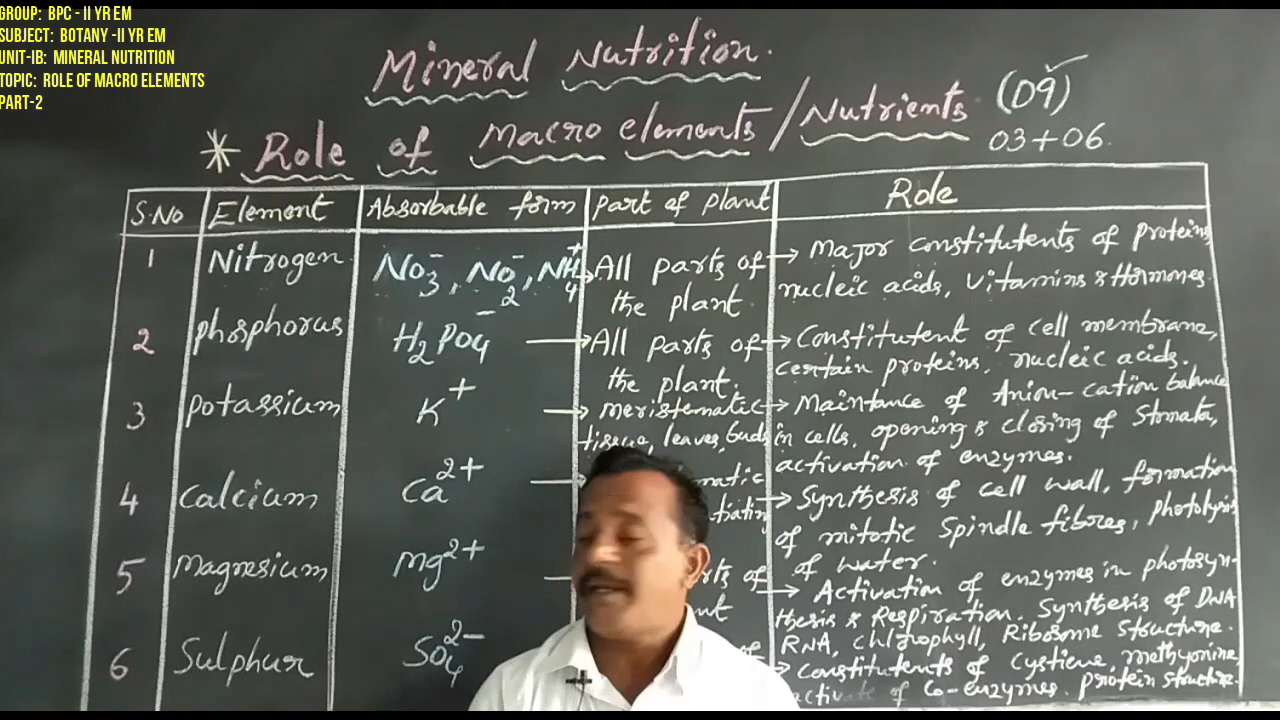 GROUP: BPC - II YR EM
SUBJECT: BOTANY -II YR EM
UNIT-IB: MINERAL NUTRITION
TOPIC: ROLE OF MACRO ELEMENTS
PART-2
Mineral Nutrition.
* Role of Macro elements/Nutrients (09)
03+06.
S.No Element Absorbable form Part of plant Role
1 Nitrogen NO3-, NO2-, NH4+ → All parts of the plant. → Major constitutents of proteins, nucleic acids, Vitamins & Hormones.
2 phosphorus H2PO4- → All parts of the plant. → Constitutent of cell membrane, certain proteins, nucleic acids.
3 potassium K+ → meristematic tissue, leaves, buds → Maintance of Anion-cation balance in cells, opening & closing of Stomata, activation of enzymes.
4 calcium Ca2+ → → Synthesis of cell wall, formation of mitotic spindle fibres, photolysis of water.
5 Magnesium Mg2+ of → Activation of enzymes in photosynthesis & Respiration. Synthesis of DNA RNA, chlorophyll, Ribosome structure.
6 Sulphur SO42- of → constitutents of cystiene, methyonine, activate of Co-enzymes. protein structure.